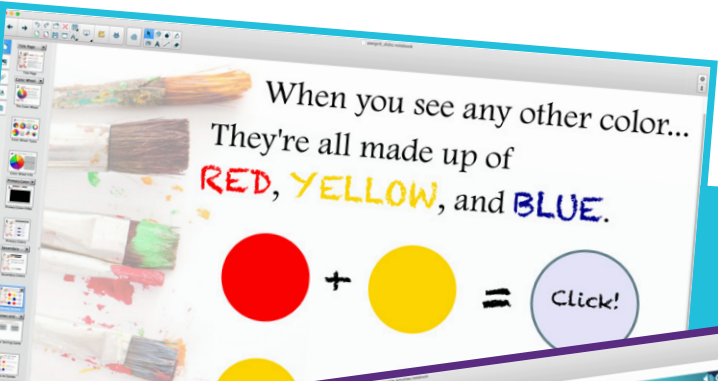 When you see any other color...
They're all made up of
RED, YELLOW, and BLUE.
+ = Click!